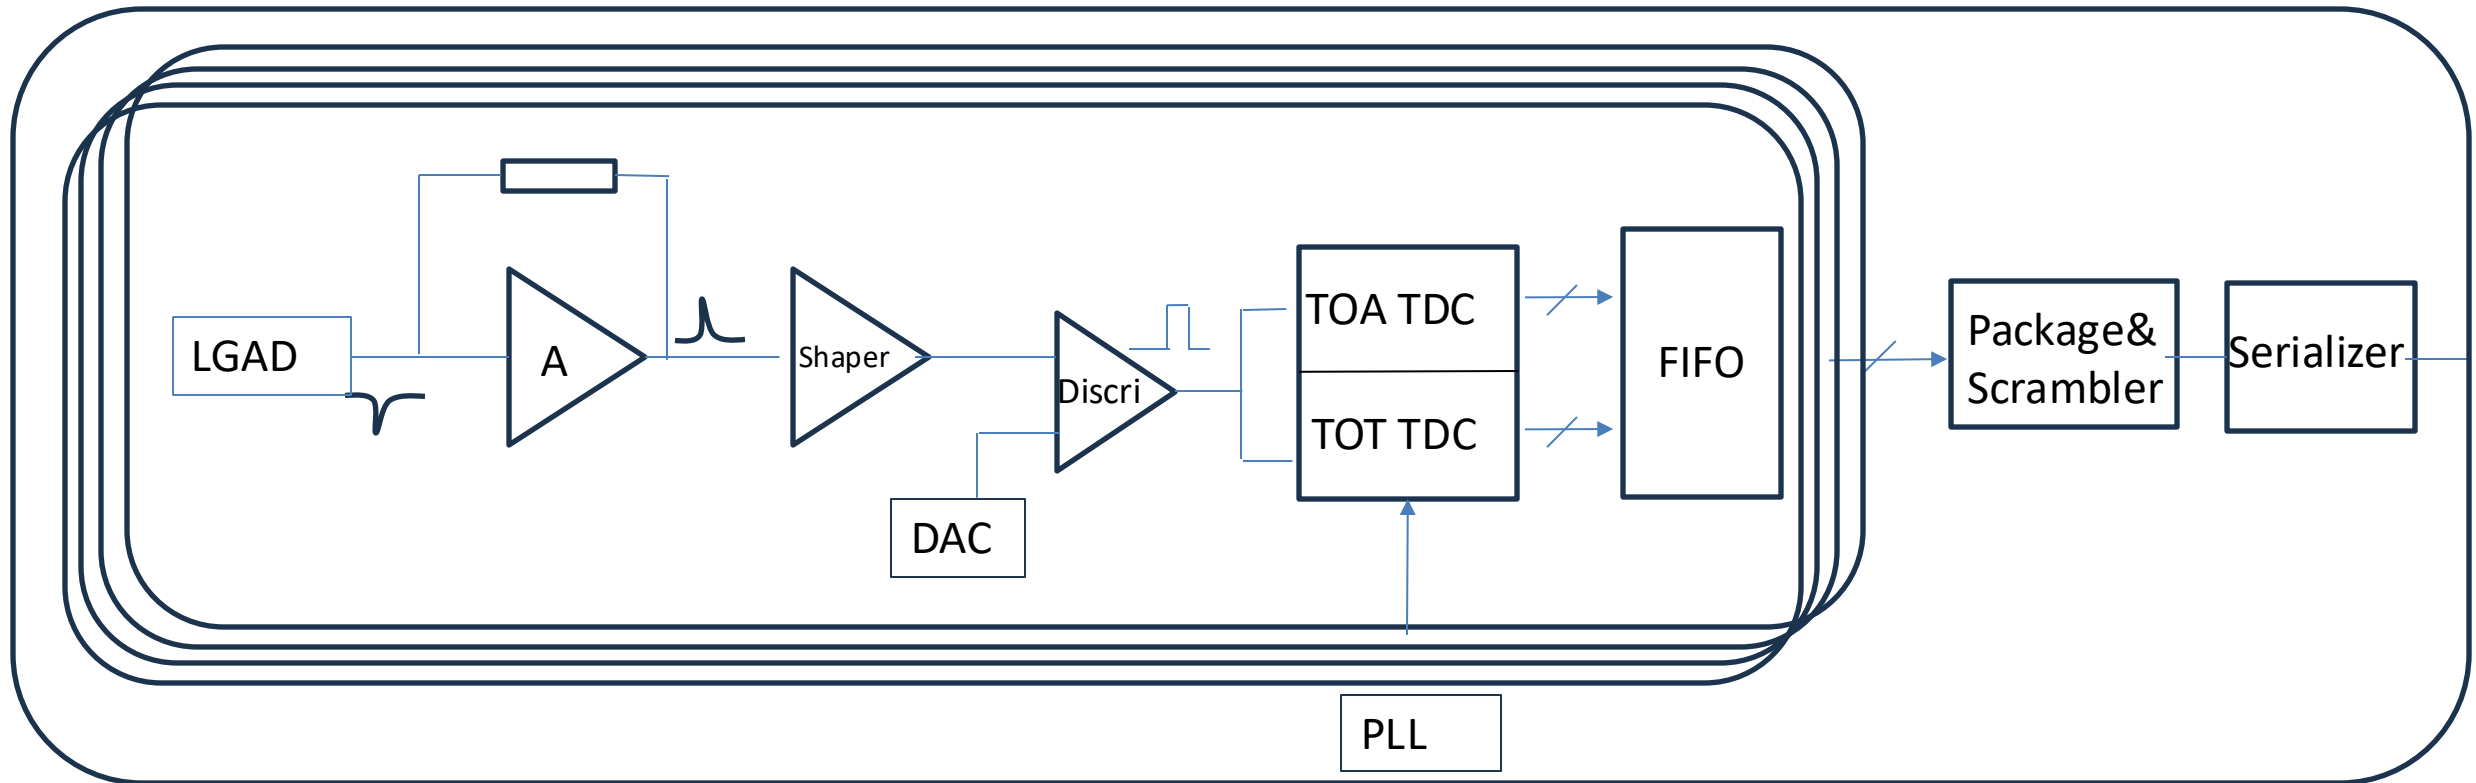 LGAD
A
Shaper
Discri
DAC
TOA TDC
TOT TDC
FIFO
Package&
Scrambler
Serializer
PLL